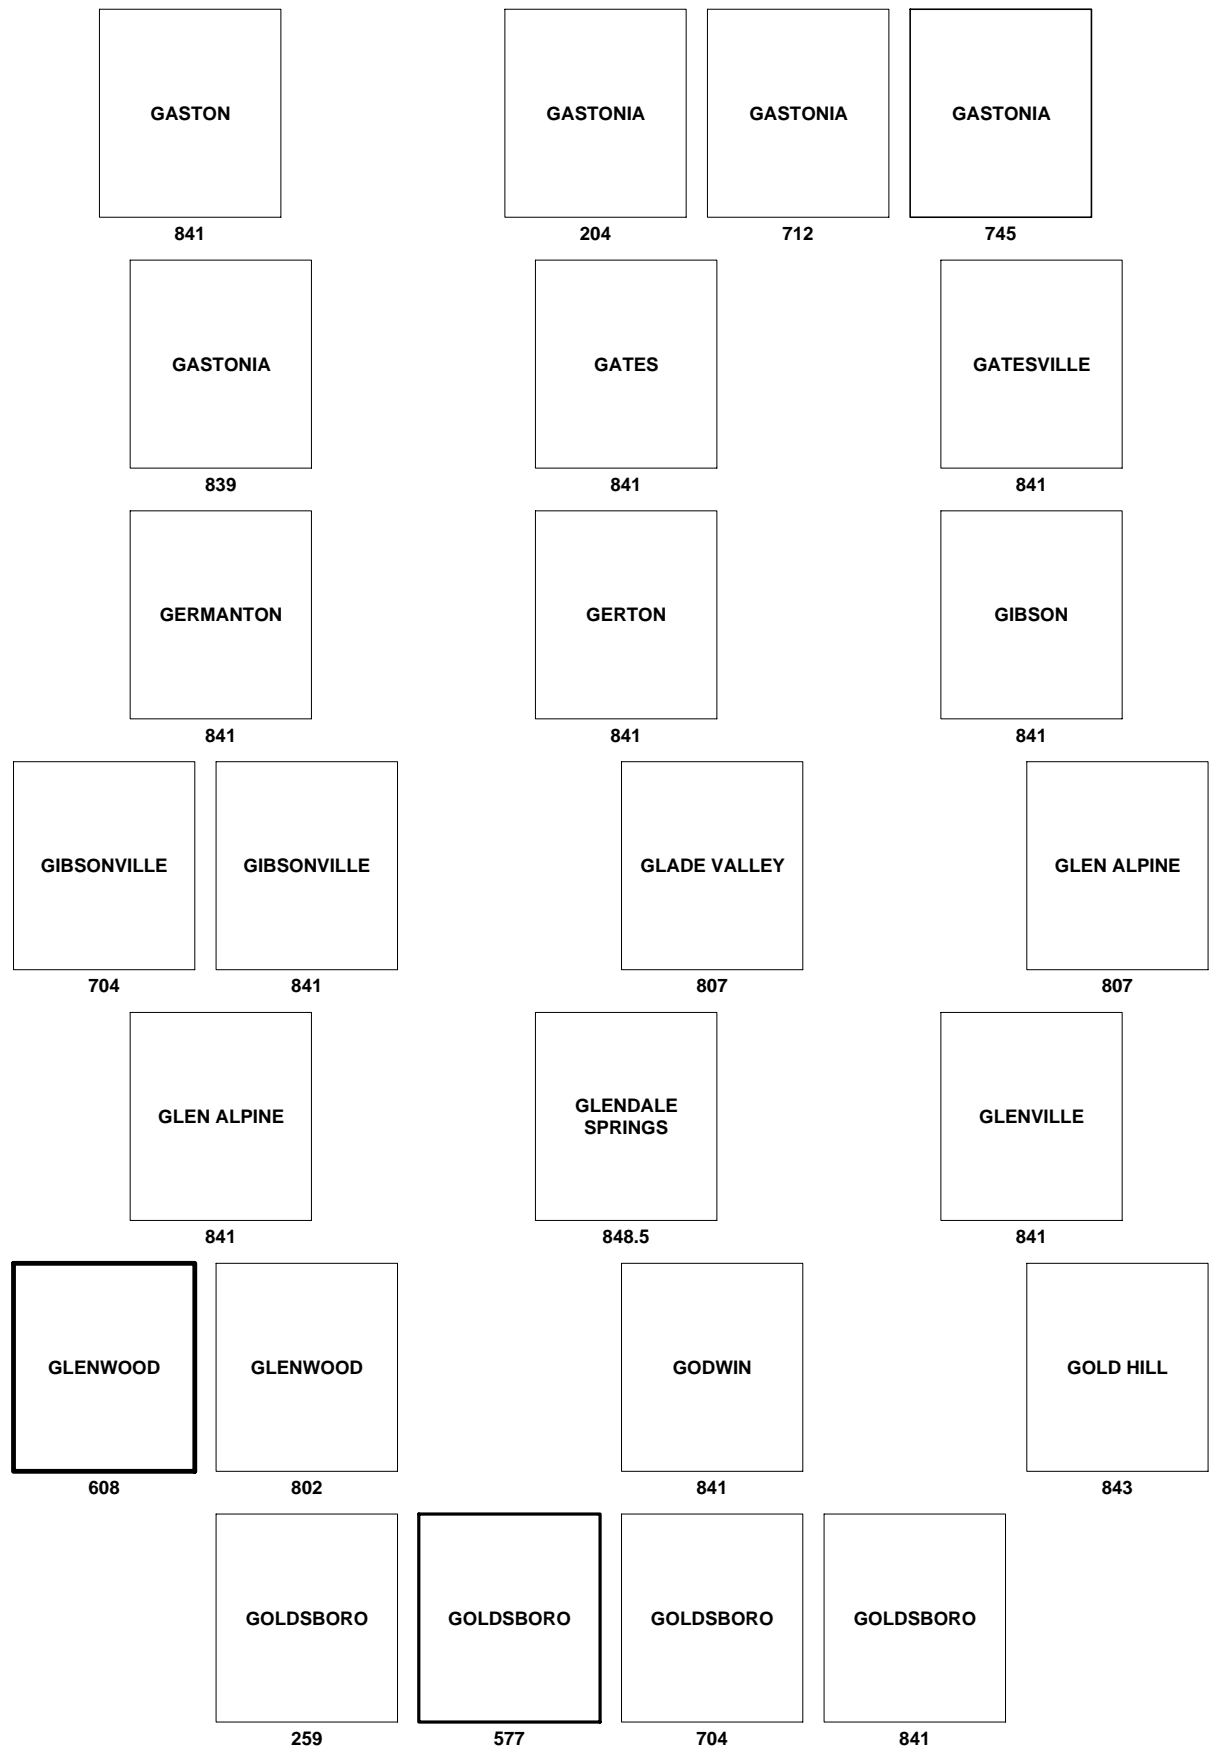 GASTON
GASTONIA
GASTONIA
GASTONIA
841
204
712
745
GASTONIA
GATES
GATESVILLE
839
841
841
GERMANTON
GERTON
GIBSON
841
841
841
GIBSONVILLE
GIBSONVILLE
GLADE VALLEY
GLEN ALPINE
704
841
807
807
GLEN ALPINE
GLENDALE
SPRINGS
GLENVILLE
841
848.5
841
GLENWOOD
GLENWOOD
GODWIN
GOLD HILL
608
802
841
843
GOLDSBORO
GOLDSBORO
GOLDSBORO
GOLDSBORO
259
577
704
841